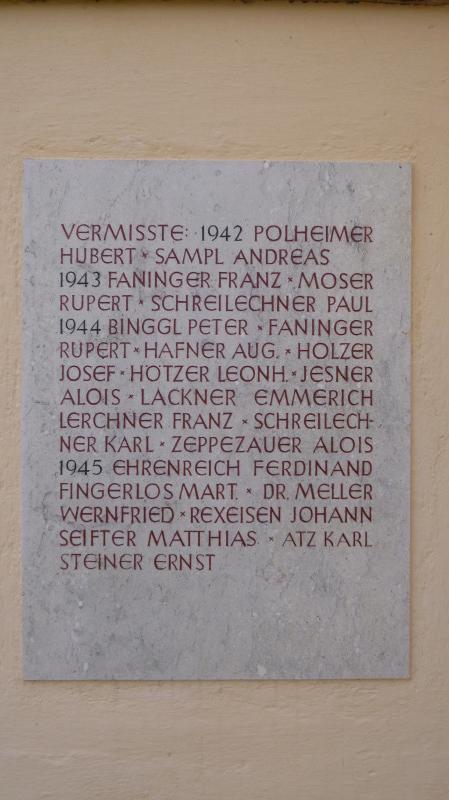 VERMISSTE: 1942 POLHEIMER
HUBERT × SAMPL ANDREAS
1943 FANINGER FRANZ × MOSER
RUPERT × SCHREILECHNER PAUL
1944 BINGGL PETER × FANINGER
RUPERT × HAFNER AUG. × HOLZER
JOSEF × HÖTZER LEONH. × JESNER
ALOIS × LACKNER EMMERICH
LERCHNER FRANZ × SCHREILECH-
NER KARL × ZEPPEZAUER ALOIS
1945 EHRENREICH FERDINAND
FINGERLOS MART. × DR. MELLER
WERNFRIED × REXEISEN JOHANN
SEIFTER MATTHIAS × ATZ KARL
STEINER ERNST